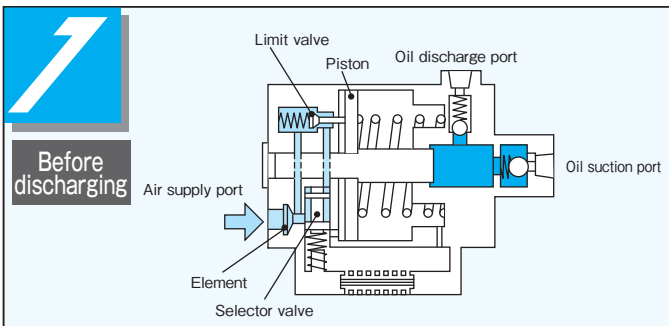 1
Before
discharging
Limit valve
Piston
Oil discharge port
Oil suction port
Air supply port
Element
Selector valve